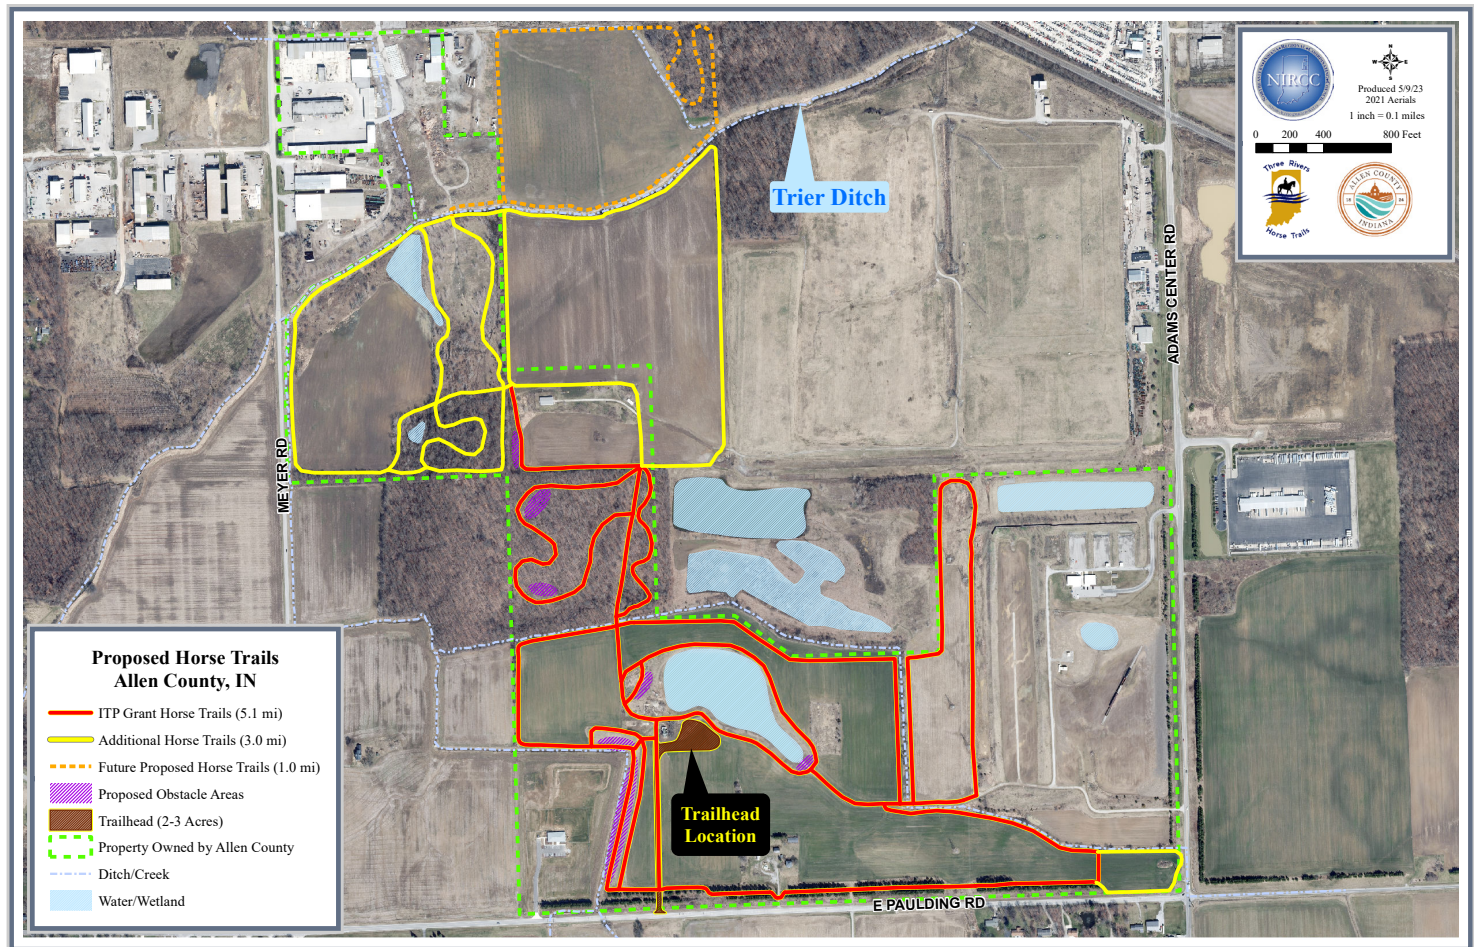 NIRCC
N
W E
S
Produced 5/9/23
2021 Aerials
1 inch = 0.1 miles
0 200 400 800 Feet
Three Rivers
Horse Trails
ALLEN COUNTY
18 24
INDIANA
Trier Ditch
ADAMS CENTER RD
MEYER RD
Trailhead
Location
E PAULDING RD
Proposed Horse Trails
Allen County, IN
ITP Grant Horse Trails (5.1 mi)
Additional Horse Trails (3.0 mi)
Future Proposed Horse Trails (1.0 mi)
Proposed Obstacle Areas
Trailhead (2-3 Acres)
Property Owned by Allen County
Ditch/Creek
Water/Wetland